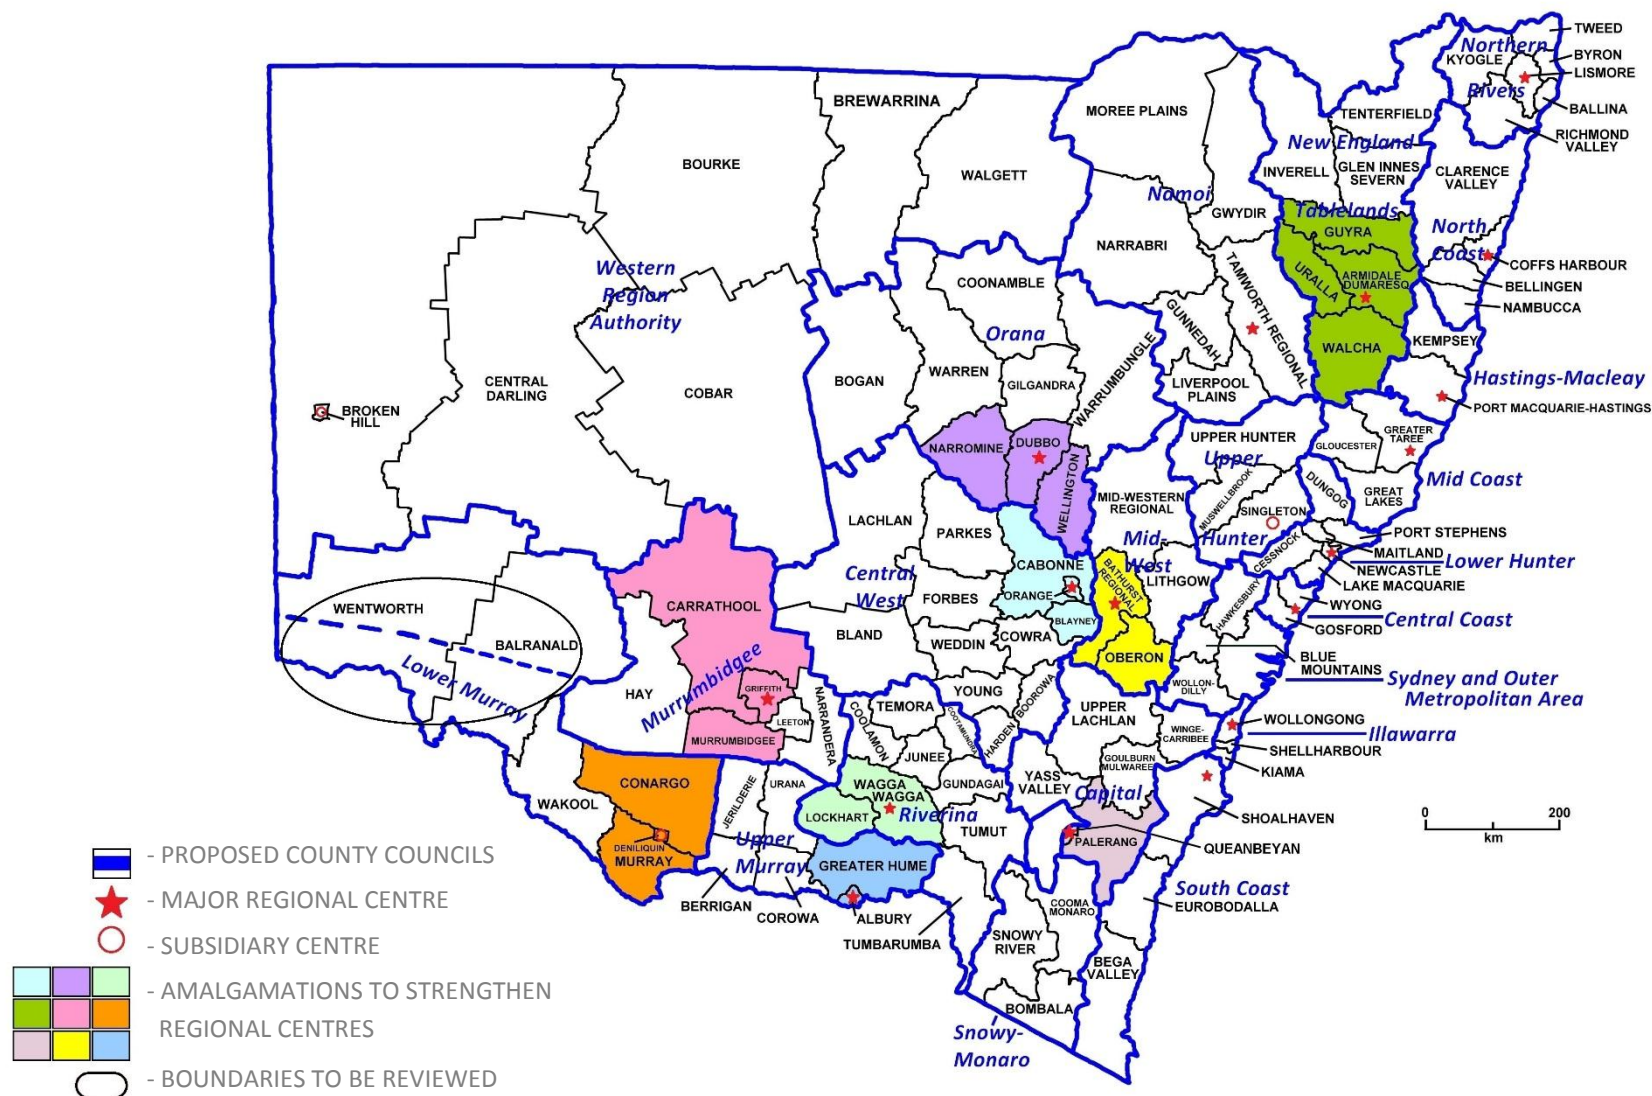 TWEED
Northern
KYOGLE
BYRON
LISMORE
Rivers
BALLINA
RICHMOND
VALLEY
BREWARRINA
MOREE PLAINS
TENTERFIELD
New England
BOURKE
WALGETT
INVERELL
GLEN INNES
SEVERN
CLARENCE
VALLEY
Namoi
GWYDIR
Tablelands
GUYRA
North
Coast
NARRABRI
COFFS HARBOUR
Western
Region
Authority
COONAMBLE
TAMWORTH REGIONAL
URALLA
ARMIDALE
DUMARESQ
BELLINGEN
NAMBUCCA
Orana
GUNNEDAH
WALCHA
KEMPSEY
CENTRAL
DARLING
COBAR
BOGAN
WARREN
GILGANDRA
WARRUMBUNGLE
LIVERPOOL
PLAINS
Hastings-Macleay
PORT MACQUARIE-HASTINGS
BROKEN
HILL
NARROMINE
DUBBO
UPPER HUNTER
GLOUCESTER
GREATER
TAREE
Upper
Mid Coast
WELLINGTON
MID-WESTERN
REGIONAL
MUSWELLBROOK
SINGLETON
DUNGOG
GREAT
LAKES
LACHLAN
PARKES
Mid-
West
Hunter
CESSNOCK
PORT STEPHENS
MAITLAND
Lower Hunter
NEWCASTLE
LAKE MACQUARIE
Central
West
CABONNE
ORANGE
BATHURST
REGIONAL
LITHGOW
HAWKESBURY
WYONG
GOSFORD
Central Coast
WENTWORTH
CARRATHOOL
FORBES
BLAYNEY
BLAND
WEDDIN
COWRA
OBERON
BLUE
MOUNTAINS
BALRANALD
Lower Murray
HAY
Murrumbidgee
GRIFFITH
LEETON
MURRUMBIDGEE
NARRANDERA
YOUNG
BOOROWA
WOLLON-
DILLY
Sydney and Outer
Metropolitan Area
COOLAMON
TEMORA
COOTAMUNDRA
HARDEN
UPPER
LACHLAN
WINGE-
CARRIBEE
WOLLONGONG
Illawarra
SHELLHARBOUR
KIAMA
JUNEE
GOULBURN
MULWAREE
CONARGO
JERILDERIE
URANA
WAGGA
WAGGA
GUNDAGAI
YASS
VALLEY
Capital
WAKOOL
LOCKHART
Riverina
TUMUT
SHOALHAVEN
0
200
km
DENILIQUIN
MURRAY
Upper
Murray
GREATER HUME
PALERANG
QUEANBEYAN
BERRIGAN
COROWA
ALBURY
TUMBARUMBA
COOMA
MONARO
South Coast
EUROBODALLA
SNOWY
RIVER
BEGA
VALLEY
BOMBALA
Snowy-
Monaro
- PROPOSED COUNTY COUNCILS
- MAJOR REGIONAL CENTRE
- SUBSIDIARY CENTRE
- AMALGAMATIONS TO STRENGTHEN
REGIONAL CENTRES
- BOUNDARIES TO BE REVIEWED